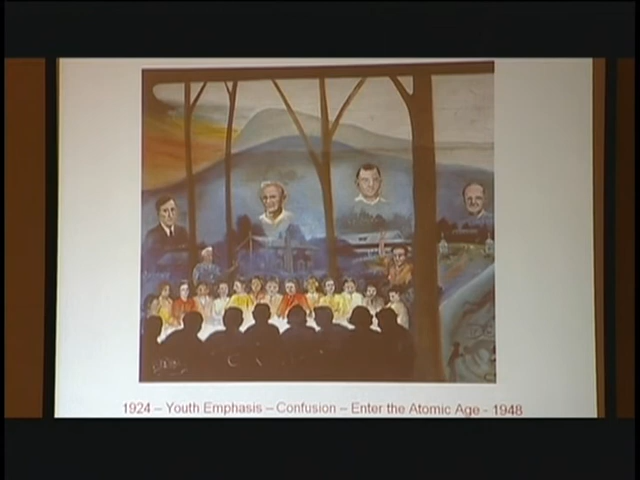 1924 – Youth Emphasis – Confusion – Enter the Atomic Age - 1948